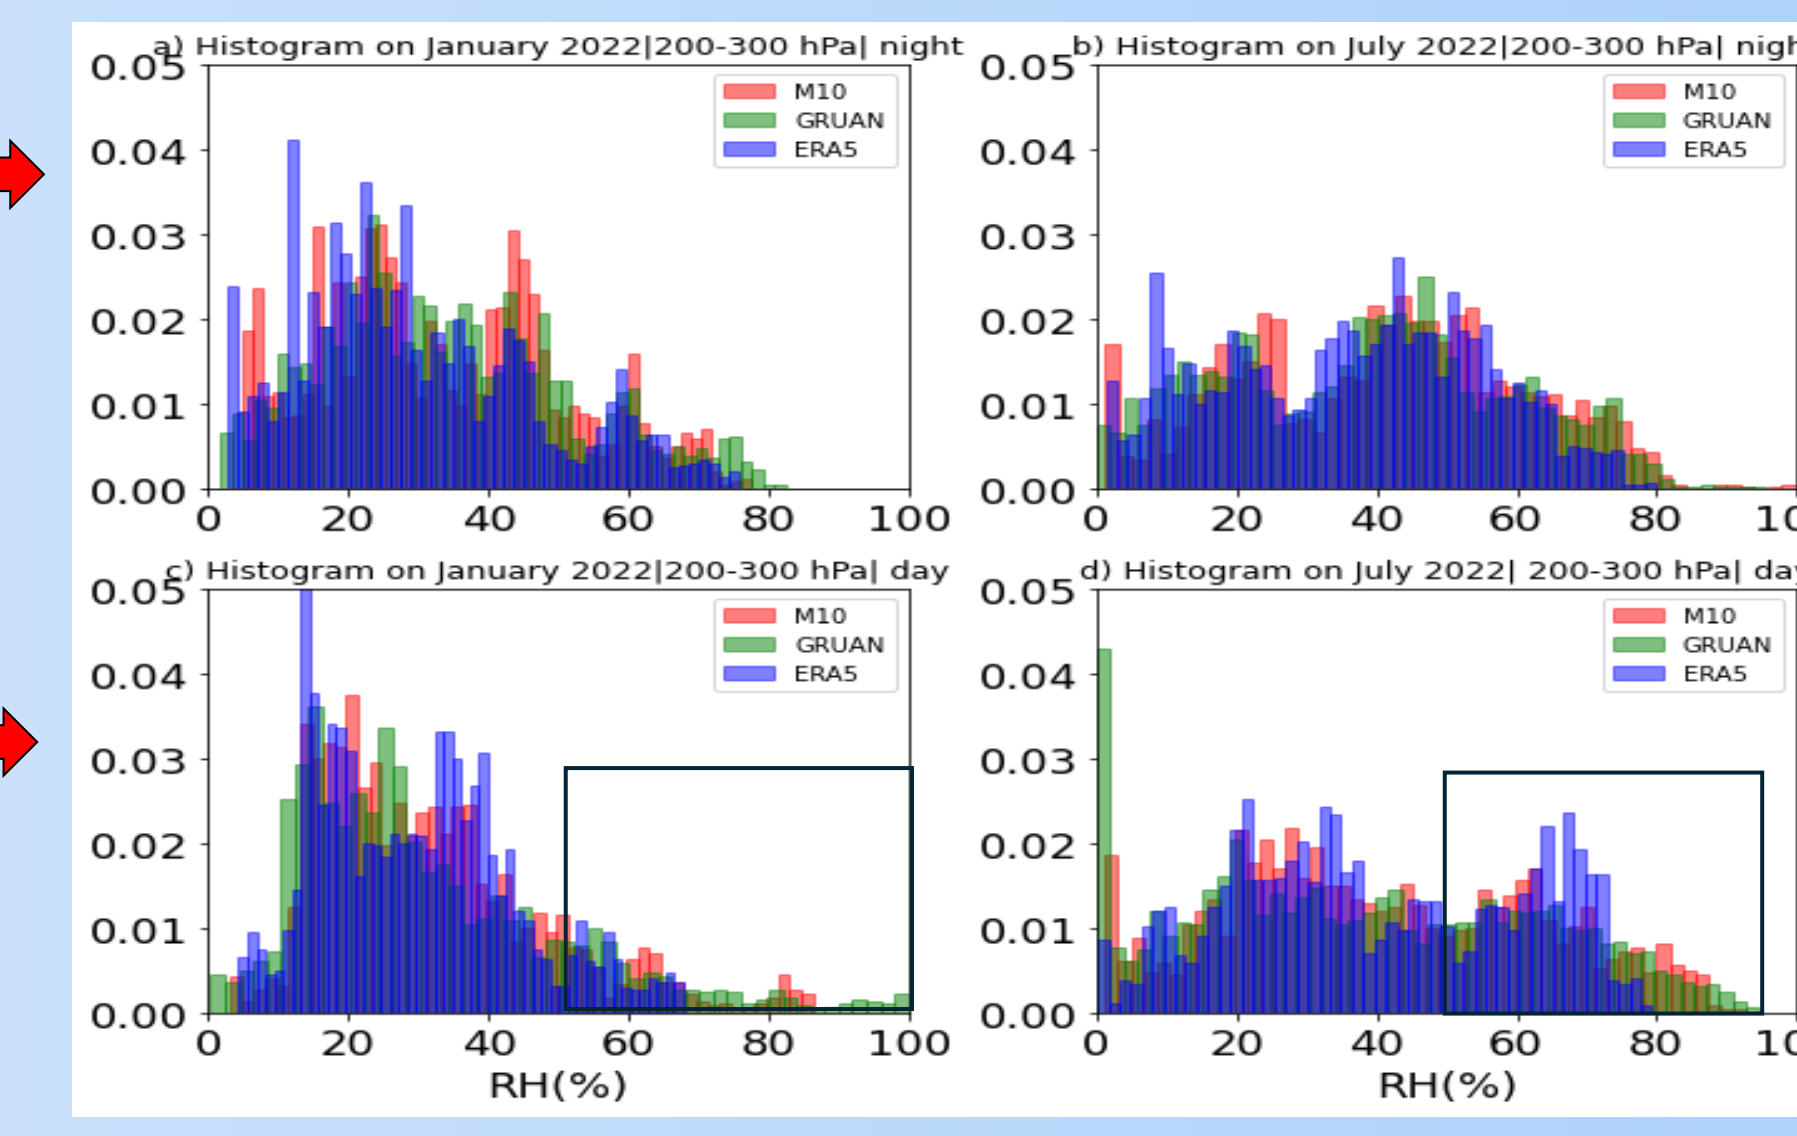 a) Histogram on January 2022|200-300 hPa| night
0.05
0.04
0.03
0.02
0.01
0.00
M10
GRUAN
ERA5
0 20 40 60 80 100
b) Histogram on July 2022|200-300 hPa| nigh
0.05
0.04
0.03
0.02
0.01
0.00
M10
GRUAN
ERA5
0 20 40 60 80 10
c) Histogram on January 2022|200-300 hPa| day
0.05
0.04
0.03
0.02
0.01
0.00
M10
GRUAN
ERA5
0 20 40 60 80 100
RH(%)
d) Histogram on July 2022| 200-300 hPa| day
0.05
0.04
0.03
0.02
0.01
0.00
M10
GRUAN
ERA5
0 20 40 60 80 10
RH(%)